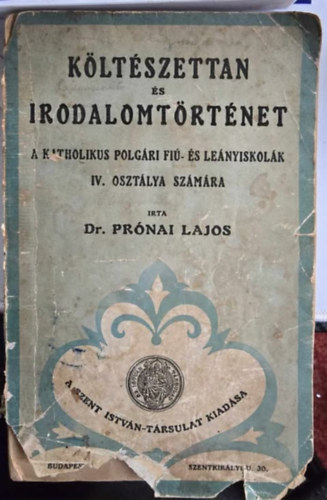 KÖLTÉSZETTAN
ÉS
IRODALOMTÖRTÉNET
A KATHOLIKUS POLGÁRI FIÚ- ÉS LEÁNYISKOLÁK
IV. OSZTÁLYA SZÁMÁRA
IRTA
Dr. PRÓNAI LAJOS
A SZENT ISTVÁN-TÁRSULAT KIADÁSA
BUDAPES
SZENTKIRÁLYI U. 30.